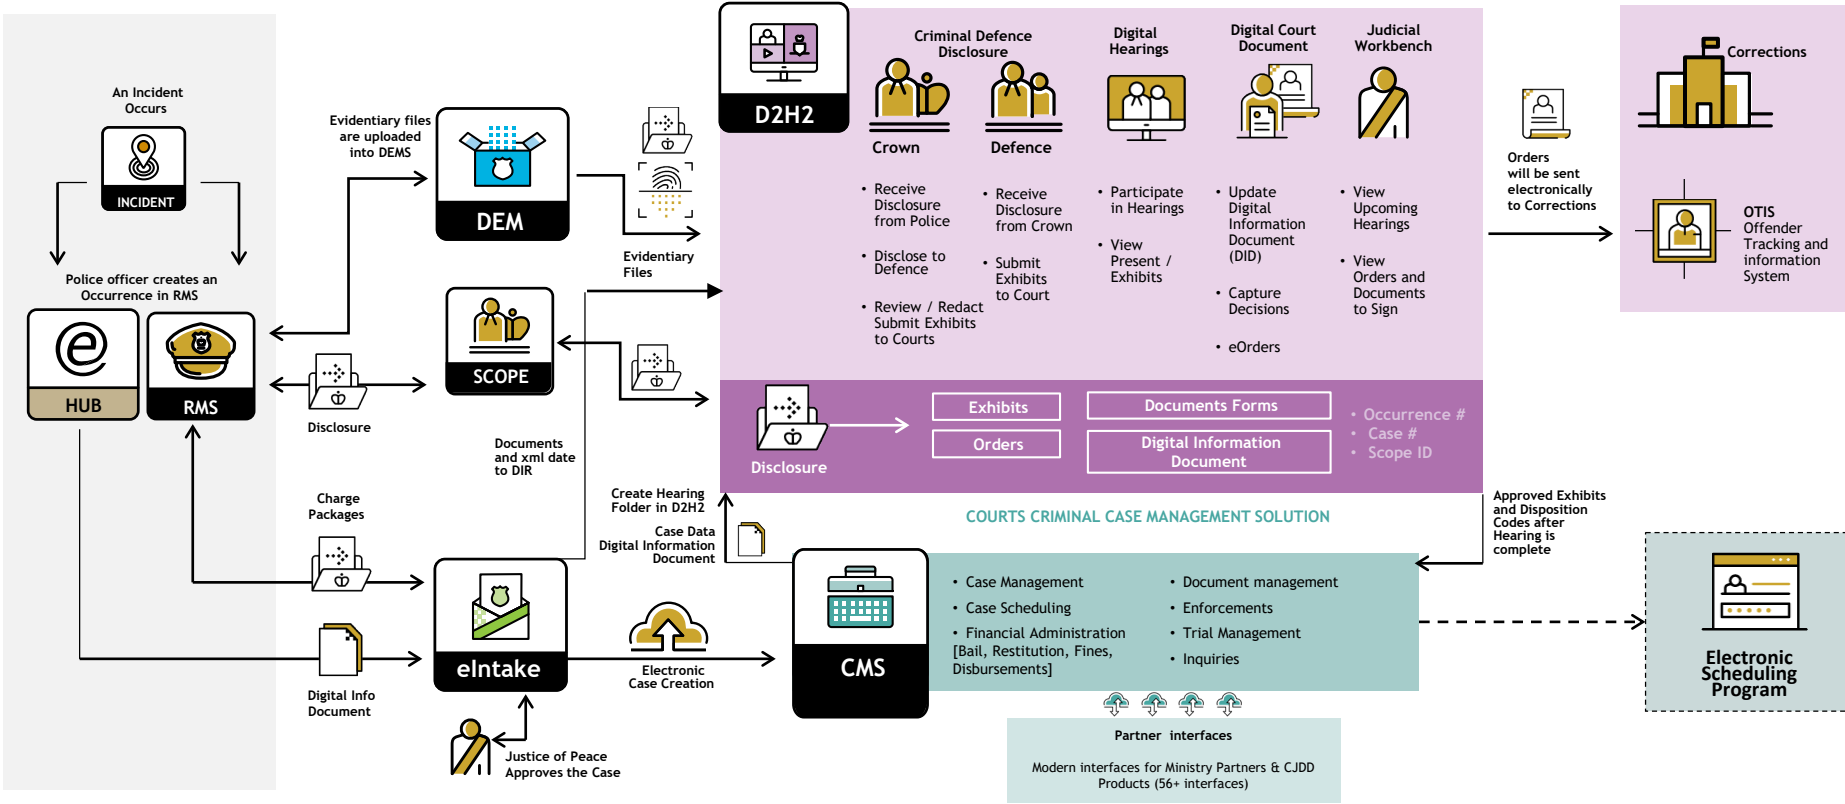 An Incident
Occurs
INCIDENT
Police officer creates an
Occurrence in RMS
HUB
RMS
Evidentiary files
are uploaded
into DEMS
DEM
Evidentiary
Files
SCOPE
Disclosure
Documents
and xml date
to DIR
Charge
Packages
Digital Info
Document
eIntake
Justice of Peace
Approves the Case
Electronic
Case Creation
Create Hearing
Folder in D2H2
Case Data
Digital Information
Document
D2H2
Criminal Defence
Disclosure
Crown
• Receive
Disclosure
from Police
• Disclose to
Defence
• Review / Redact
Submit Exhibits
to Courts
Defence
• Receive
Disclosure
from Crown
• Submit
Exhibits
to Court
Digital
Hearings
• Participate
in Hearings
• View
Present /
Exhibits
Digital Court
Document
• Update
Digital
Information
Document
(DID)
• Capture
Decisions
• eOrders
Judicial
Workbench
• View
Upcoming
Hearings
• View
Orders and
Documents
to Sign
Disclosure
Exhibits
Orders
Documents Forms
Digital Information
Document
• Occurrence #
• Case #
• Scope ID
Orders
will be sent
electronically
to Corrections
Corrections
OTIS
Offender
Tracking and
information
System
COURTS CRIMINAL CASE MANAGEMENT SOLUTION
Approved Exhibits
and Disposition
Codes after
Hearing is
complete
CMS
• Case Management
• Case Scheduling
• Financial Administration
[Bail, Restitution, Fines,
Disbursements]
• Document management
• Enforcements
• Trial Management
• Inquiries
Partner interfaces
Modern interfaces for Ministry Partners & CJDD
Products (56+ interfaces)
Electronic
Scheduling
Program